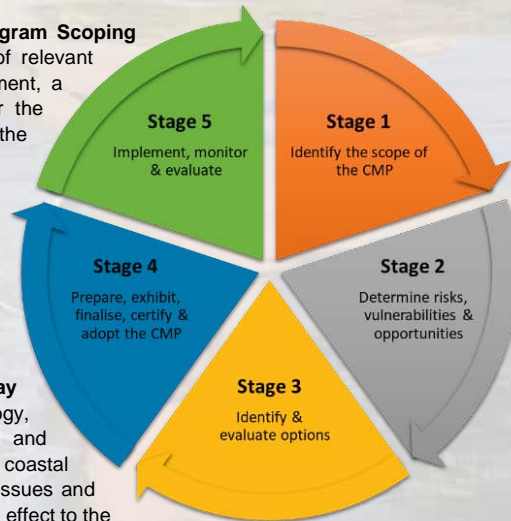 gram Scoping
of relevant
ment, a
r the
the
ay
ogy,
and
coastal
issues and
effect to the
Stage 1
Identify the scope of
the CMP
Stage 2
Determine risks,
vulnerabilities &
opportunities
Stage 3
Identify &
evaluate options
Stage 4
Prepare, exhibit,
finalise, certify &
adopt the CMP
Stage 5
Implement, monitor
& evaluate